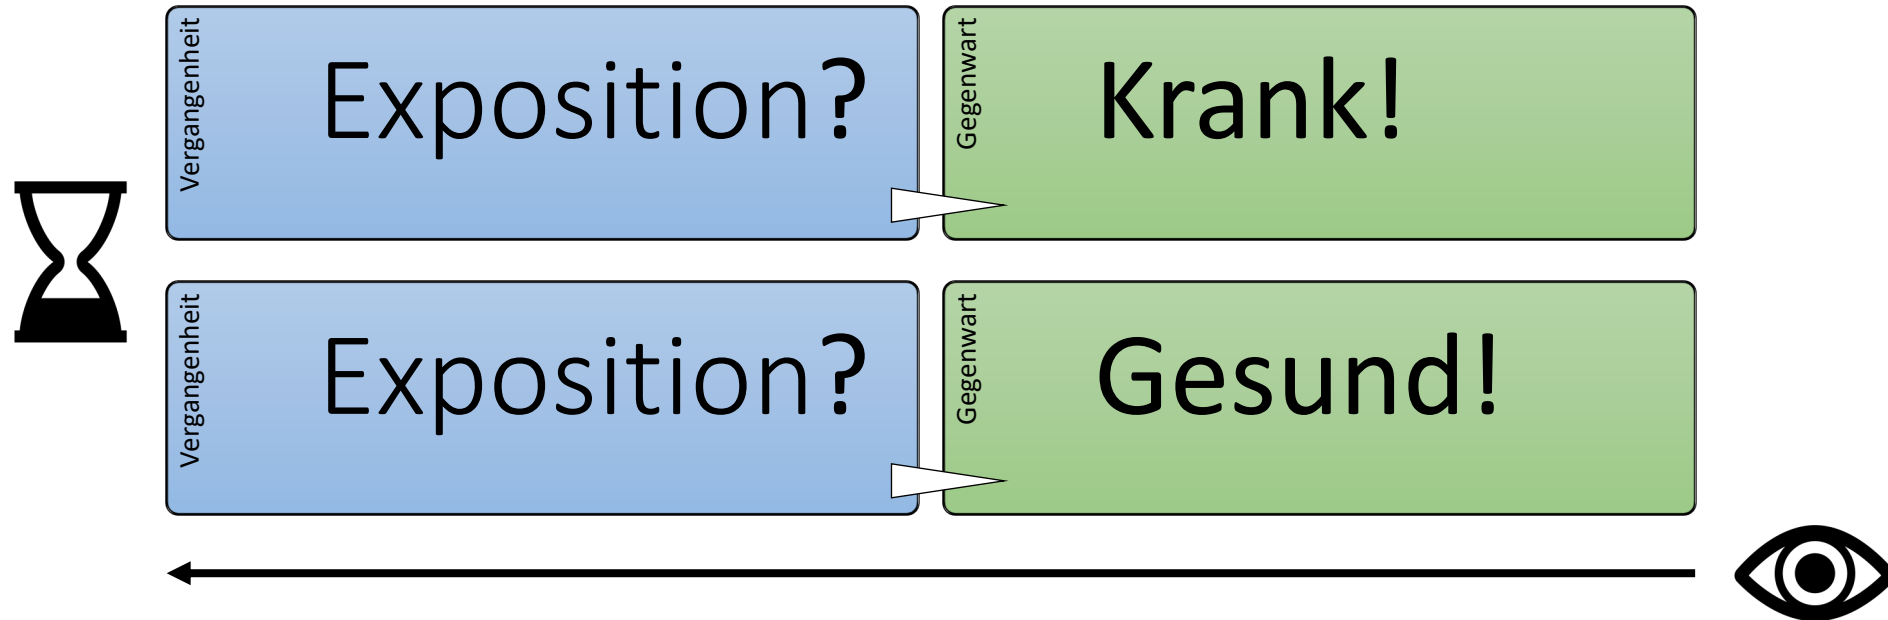 Vergangenheit
Exposition?
Gegenwart
Krank!
Vergangenheit
Exposition?
Gegenwart
Gesund!